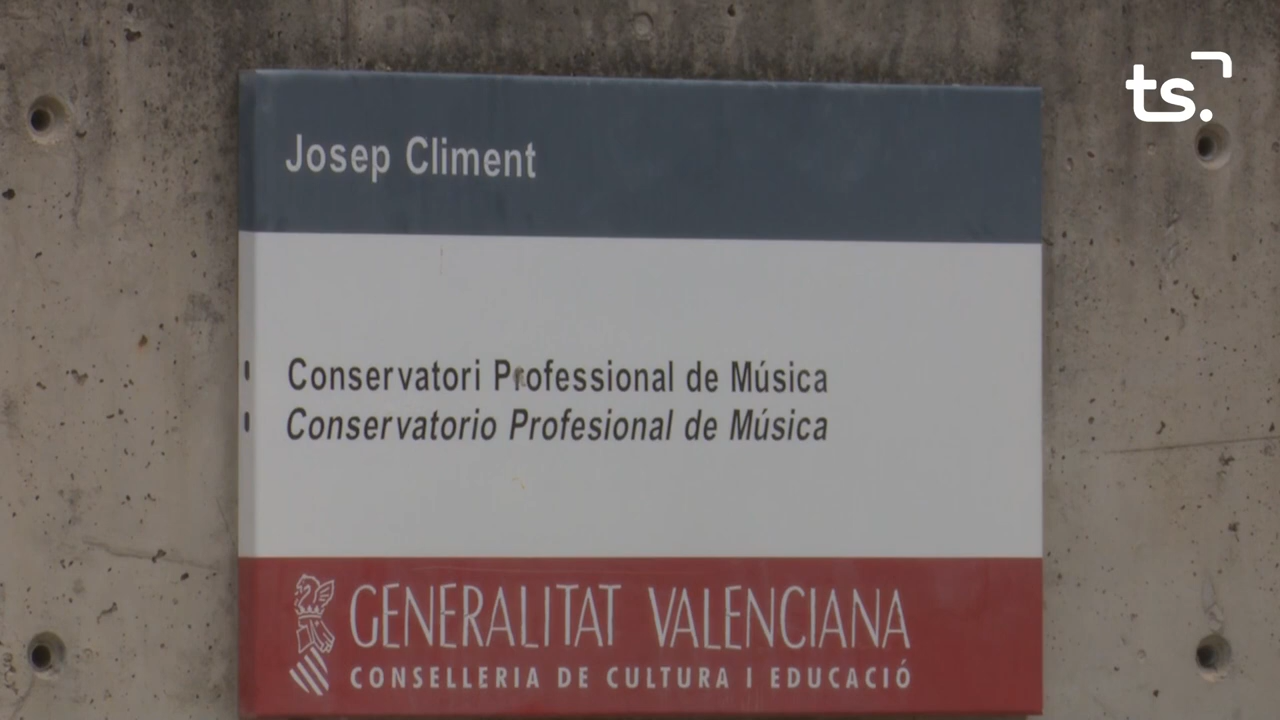 ts.
Josep Climent
Conservatori Professional de Música
Conservatorio Profesional de Música
GENERALITAT VALENCIANA
CONSELLERIA DE CULTURA I EDUCACIÓ